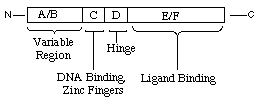 N A/B C D E/F C
Variable
Region
Hinge
DNA Binding,
Zinc Fingers
Ligand Binding